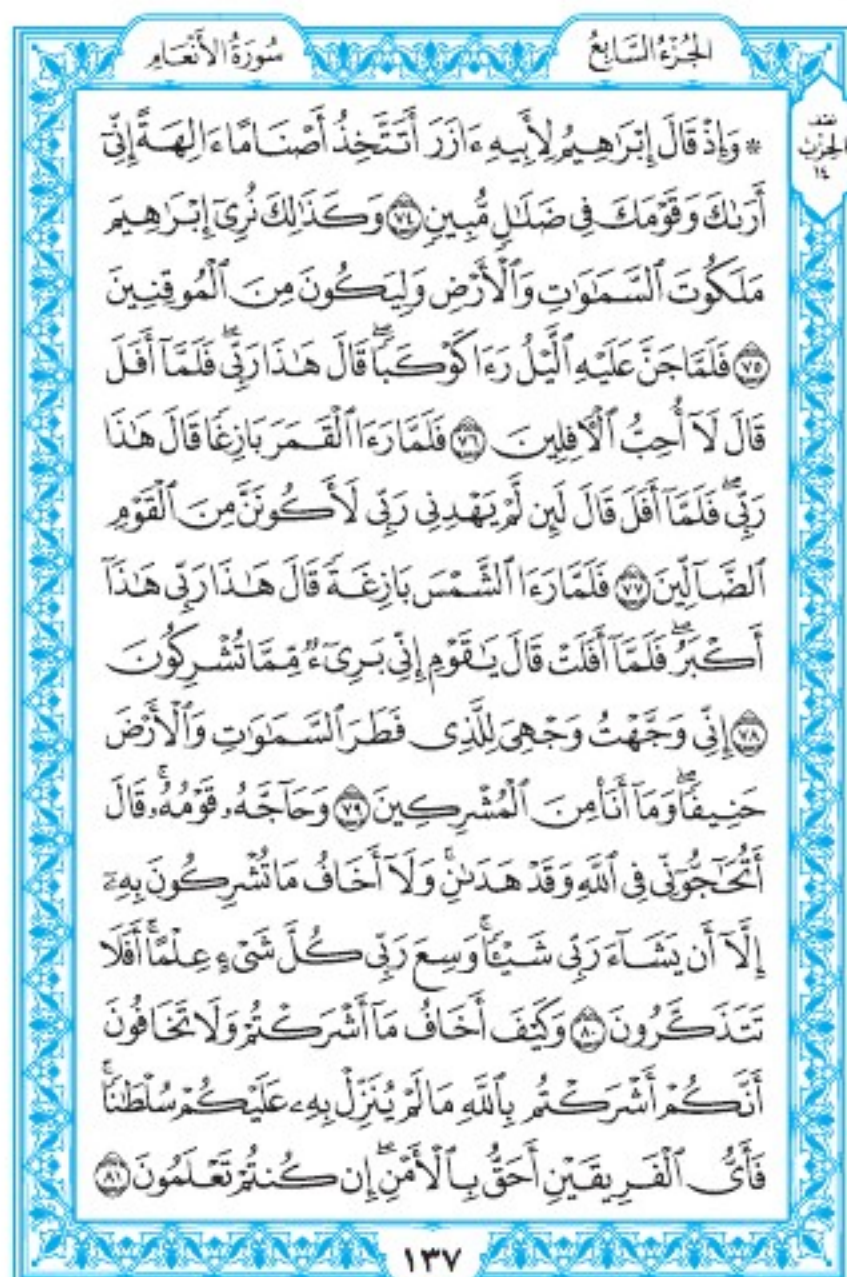 الجُزْءُ السَّابِعُ
سُورَةُ الأَنْعَامِ
نصف
الحِزْب
١٤
* وَإِذْ قَالَ إِبْرَٰهِيمُ لِأَبِيهِ ءَازَرَ أَتَتَّخِذُ أَصْنَامًا ءَالِهَةً إِنِّىٓ
أَرَىٰكَ وَقَوْمَكَ فِى ضَلَٰلٍ مُّبِينٍ ٧٤ وَكَذَٰلِكَ نُرِىٓ إِبْرَٰهِيمَ
مَلَكُوتَ ٱلسَّمَٰوَٰتِ وَٱلْأَرْضِ وَلِيَكُونَ مِنَ ٱلْمُوقِنِينَ
٧٥ فَلَمَّا جَنَّ عَلَيْهِ ٱلَّيْلُ رَءَا كَوْكَبًاۖ قَالَ هَٰذَا رَبِّىۖ فَلَمَّآ أَفَلَ
قَالَ لَآ أُحِبُّ ٱلْءَافِلِينَ ٧٦ فَلَمَّا رَءَا ٱلْقَمَرَ بَازِغًا قَالَ هَٰذَا
رَبِّىۖ فَلَمَّآ أَفَلَ قَالَ لَئِن لَّمْ يَهْدِنِى رَبِّى لَأَكُونَنَّ مِنَ ٱلْقَوْمِ
ٱلضَّآلِّينَ ٧٧ فَلَمَّا رَءَا ٱلشَّمْسَ بَازِغَةً قَالَ هَٰذَا رَبِّى هَٰذَآ
أَكْبَرُۖ فَلَمَّآ أَفَلَتْ قَالَ يَٰقَوْمِ إِنِّى بَرِىٓءٌ مِّمَّا تُشْرِكُونَ
٧٨ إِنِّى وَجَّهْتُ وَجْهِىَ لِلَّذِى فَطَرَ ٱلسَّمَٰوَٰتِ وَٱلْأَرْضَ
حَنِيفًاۖ وَمَآ أَنَا۠ مِنَ ٱلْمُشْرِكِينَ ٧٩ وَحَآجَّهُۥ قَوْمُهُۥۚ قَالَ
أَتُحَٰٓجُّوٓنِّى فِى ٱللَّهِ وَقَدْ هَدَىٰنِۚ وَلَآ أَخَافُ مَا تُشْرِكُونَ بِهِۦٓ
إِلَّآ أَن يَشَآءَ رَبِّى شَيْـًٔاۗ وَسِعَ رَبِّى كُلَّ شَىْءٍ عِلْمًاۗ أَفَلَا
تَتَذَكَّرُونَ ٨٠ وَكَيْفَ أَخَافُ مَآ أَشْرَكْتُمْ وَلَا تَخَافُونَ
أَنَّكُمْ أَشْرَكْتُم بِٱللَّهِ مَا لَمْ يُنَزِّلْ بِهِۦ عَلَيْكُمْ سُلْطَٰنًاۚ
فَأَىُّ ٱلْفَرِيقَيْنِ أَحَقُّ بِٱلْأَمْنِۖ إِن كُنتُمْ تَعْلَمُونَ ٨١
١٣٧